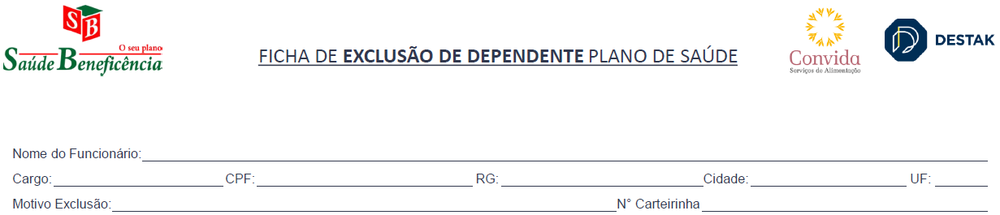 SB
O seu plano
Saúde Beneficência
FICHA DE EXCLUSÃO DE DEPENDENTE PLANO DE SAÚDE
Convida
Serviços de Alimentação
DESTAK
Nome do Funcionário:
Cargo: CPF: RG: Cidade: UF:
Motivo Exclusão: N° Carteirinha